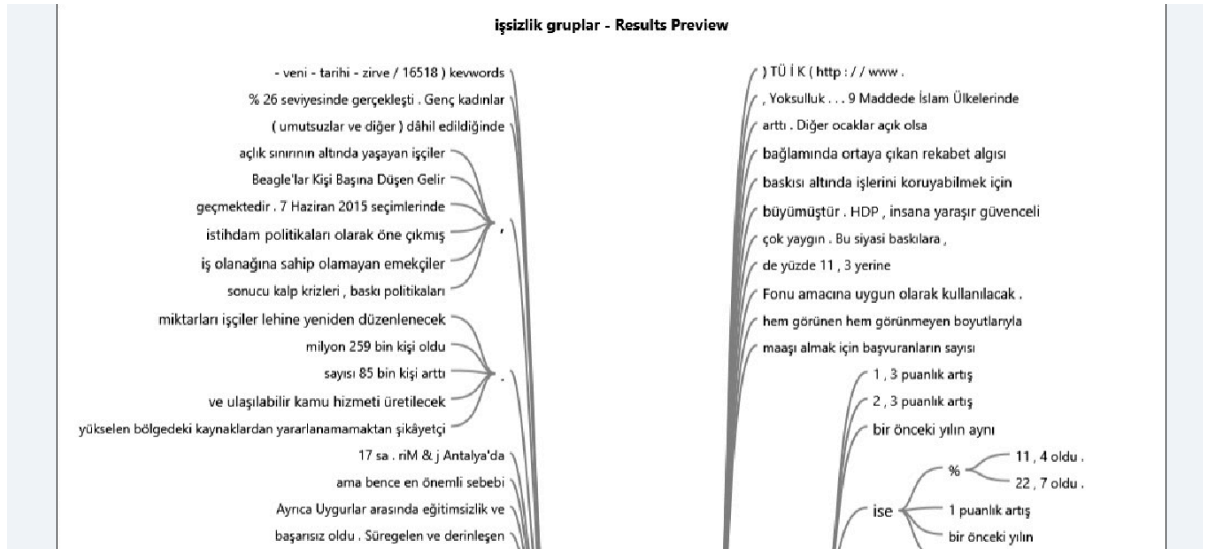 işsizlik gruplar - Results Preview
- veni - tarihi - zirve / 16518 ) kevwords
% 26 seviyesinde gerçekleşti . Genç kadınlar
( umutsuzlar ve diğer ) dâhil edildiğinde
açlık sınırının altında yaşayan işçiler
Beagle'lar Kişi Başına Düşen Gelir
geçmektedir . 7 Haziran 2015 seçimlerinde
,
istihdam politikaları olarak öne çıkmış
iş olanağına sahip olamayan emekçiler
sonucu kalp krizleri , baskı politikaları
miktarları işçiler lehine yeniden düzenlenecek
milyon 259 bin kişi oldu
sayısı 85 bin kişi arttı
.
ve ulaşılabilir kamu hizmeti üretilecek
yükselen bölgedeki kaynaklardan yararlanamamaktan şikâyetçi
17 sa . riM & j Antalya'da
ama bence en önemli sebebi
Ayrıca Uygurlar arasında eğitimsizlik ve
başarısız oldu . Süregelen ve derinleşen
) TÜ İ K ( http : / / www .
, Yoksulluk . . . 9 Maddede İslam Ülkelerinde
arttı . Diğer ocaklar açık olsa
bağlamında ortaya çıkan rekabet algısı
baskısı altında işlerini koruyabilmek için
büyümüştür . HDP , insana yaraşır güvenceli
çok yaygın . Bu siyasi baskılara ,
de yüzde 11 , 3 yerine
Fonu amacına uygun olarak kullanılacak .
hem görünen hem görünmeyen boyutlarıyla
maaşı almak için başvuranların sayısı
1 , 3 puanlık artış
2 , 3 puanlık artış
bir önceki yılın aynı
ise
%
11 , 4 oldu .
22 , 7 oldu .
1 puanlık artış
bir önceki yılın